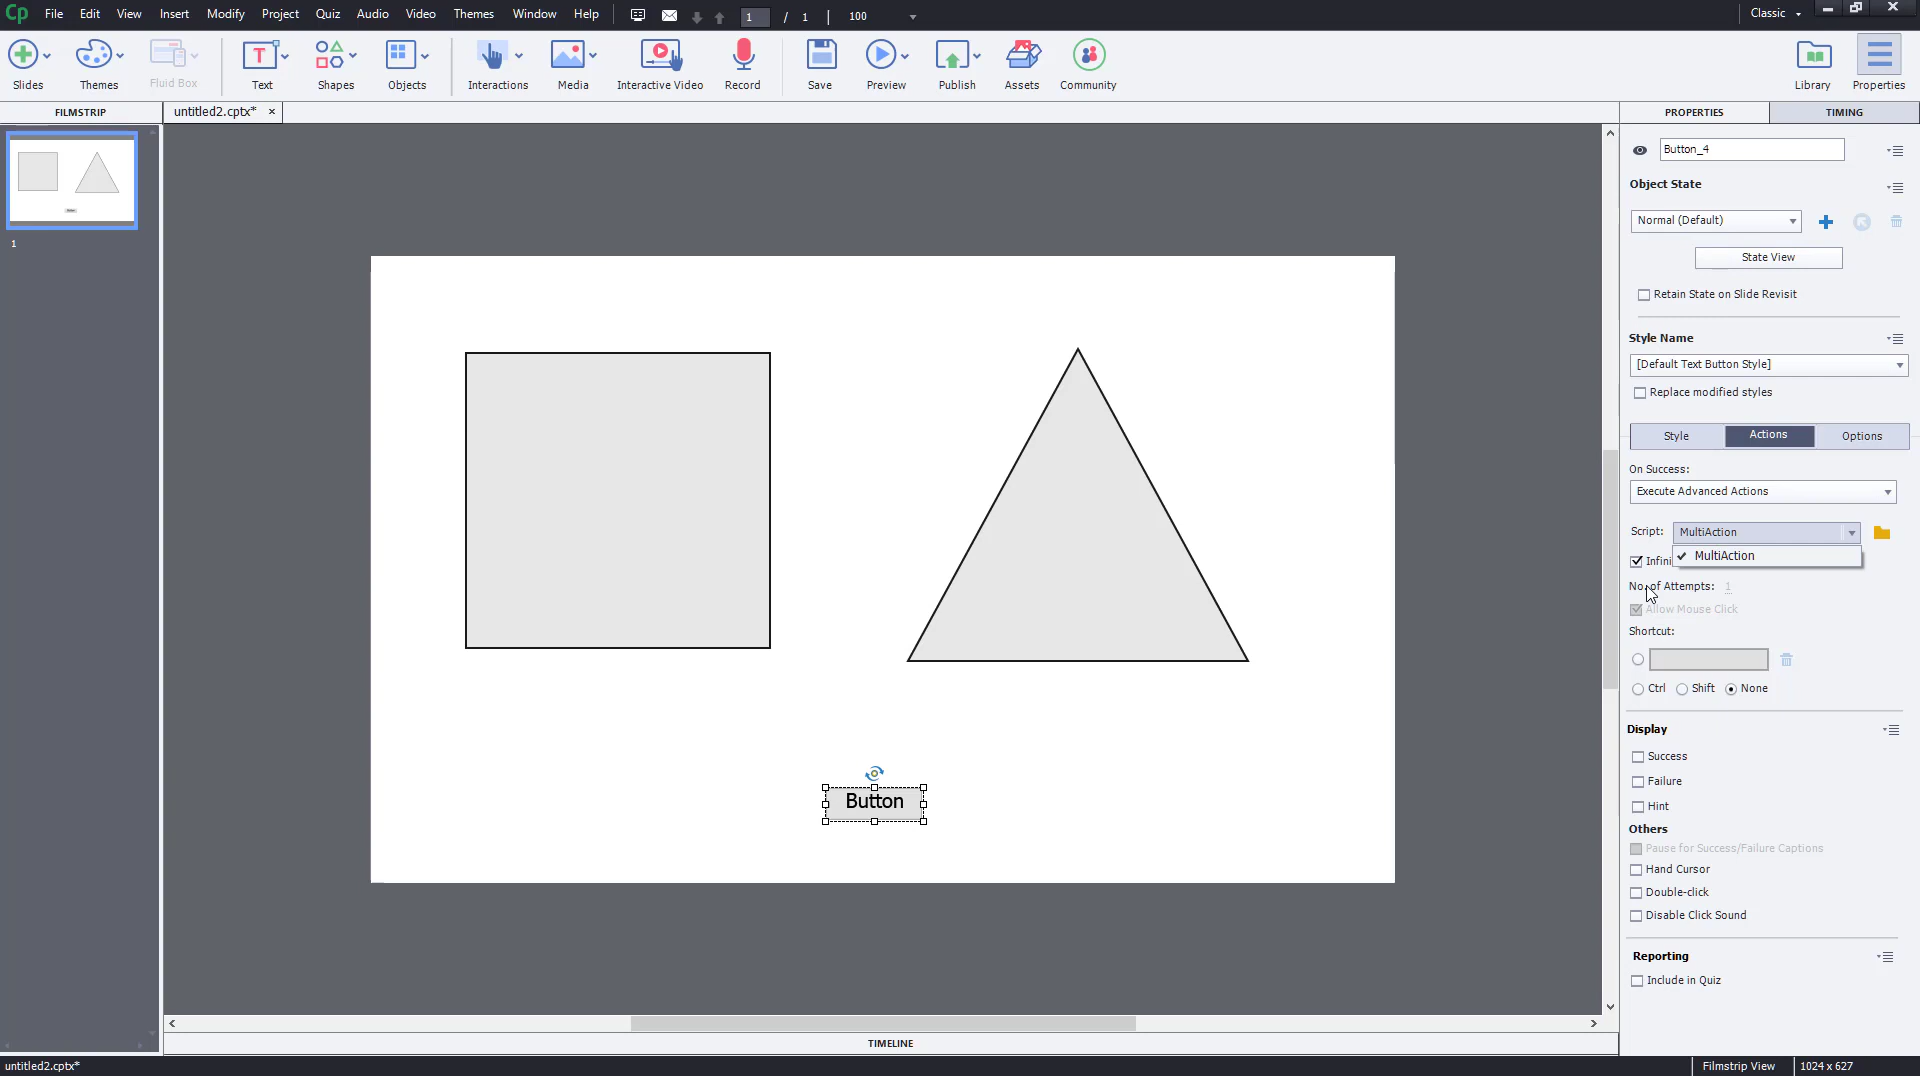 Cp File Edit View Insert Modify Project Quiz Audio Video Themes Window Help 1 / 1 100 Classic
Slides Themes Fluid Box Text Shapes Objects Interactions Media Interactive Video Record Save Preview Publish Assets Community Library Properties
FILMSTRIP untitled2.cptx* PROPERTIES TIMING
Button_4
Object State
Normal (Default)
State View
Retain State on Slide Revisit
1
Style Name
[Default Text Button Style]
Replace modified styles
Style Actions Options
On Success:
Execute Advanced Actions
Script: MultiAction
MultiAction
Infini
No. of Attempts: 1
Allow Mouse Click
Shortcut:
Ctrl Shift None
Display
Success
Failure
Button
Hint
Others
Pause for Success/Failure Captions
Hand Cursor
Double-click
Disable Click Sound
Reporting
Include in Quiz
TIMELINE
untitled2.cptx* Filmstrip View 1024 x 627